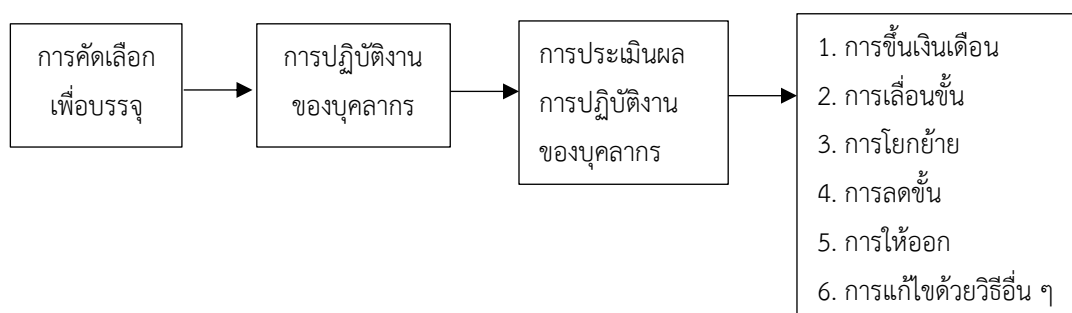 การคัดเลือก
เพื่อบรรจุ
การปฏิบัติงาน
ของบุคลากร
การประเมินผล
การปฏิบัติงาน
ของบุคลากร
1. การขึ้นเงินเดือน
2. การเลื่อนขั้น
3. การโยกย้าย
4. การลดขั้น
5. การให้ออก
6. การแก้ไขด้วยวิธีอื่น ๆ